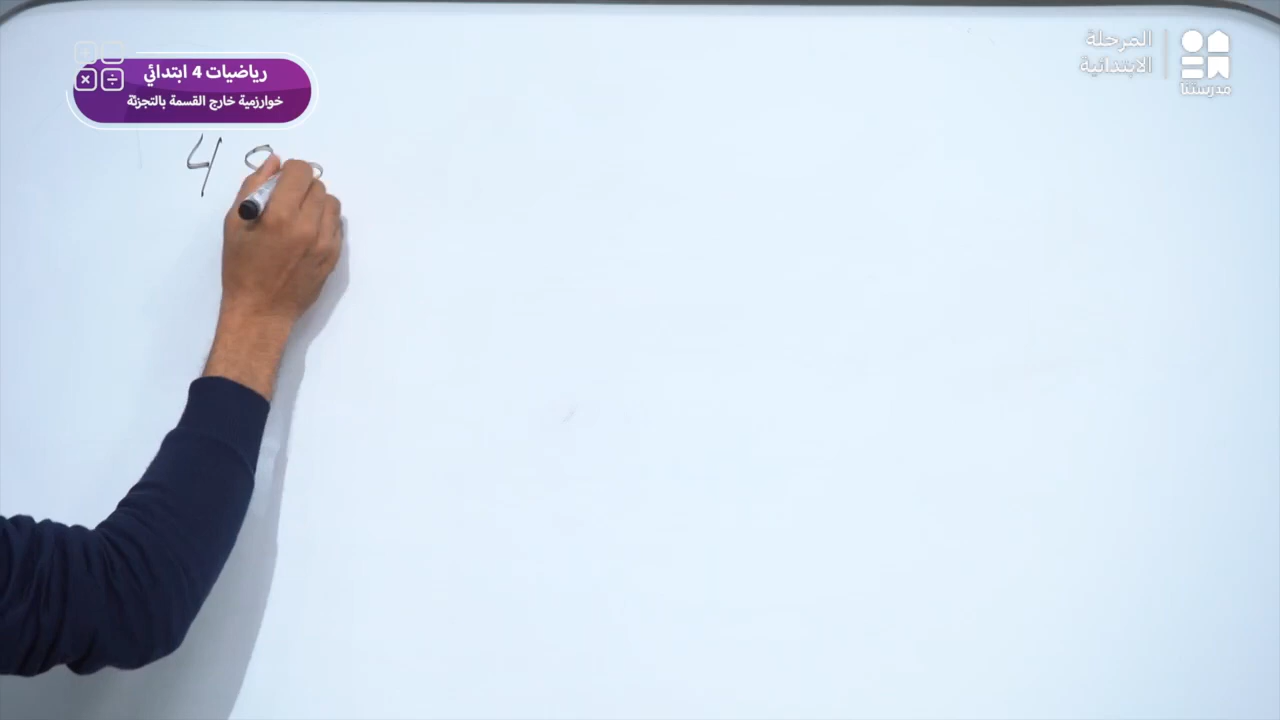 رياضيات 4 ابتدائي
خوارزمية خارج القسمة بالتجزئة
المرحلة
الابتدائية
مدرستنا
4